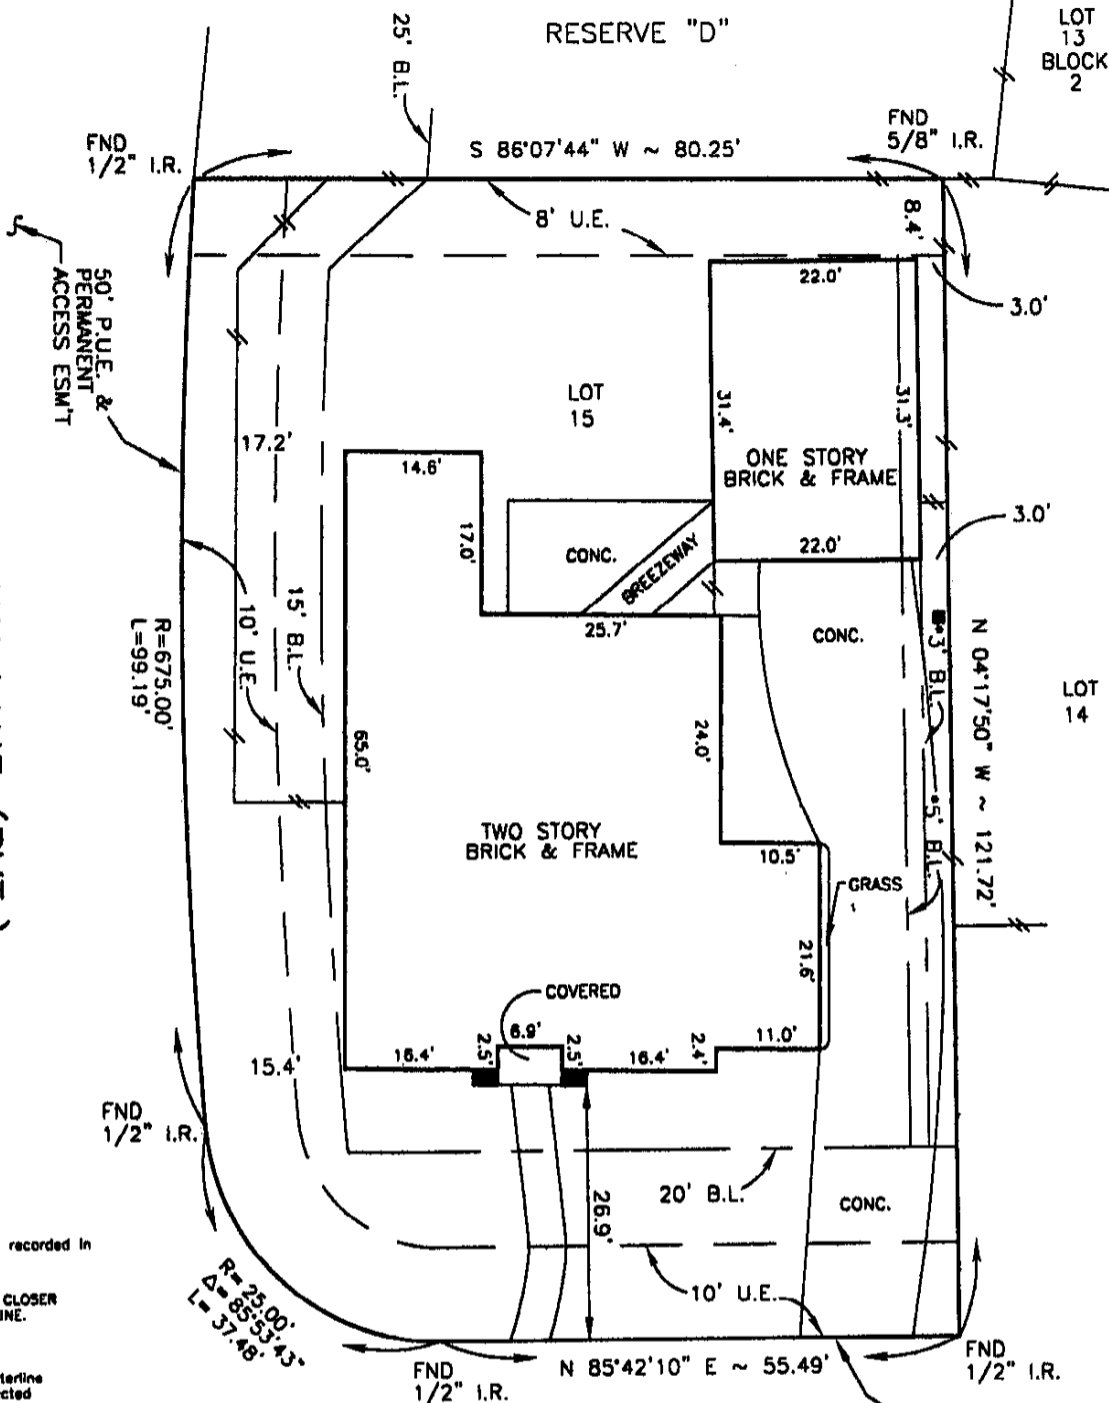 RESERVE "D"
LOT
13
BLOCK
2
25' B.L.
FND
1/2" I.R.
S 86°07'44" W ~ 80.25'
FND
5/8" I.R.
8' U.E.
8.4'
22.0'
3.0'
50' P.U.E. &
PERMANENT
ACCESS ESM'T
LOT
15
17.2'
31.4'
31.3'
14.6'
ONE STORY
BRICK & FRAME
17.0'
3.0'
CONC.
BREEZEWAY
22.0'
25.7'
CONC.
R=675.00'
L=99.19'
10' U.E.
15' B.L.
*3' B.L.
N 04°17'50" W ~ 121.72'
LOT
14
65.0'
24.0'
*5' B.L.
TWO STORY
BRICK & FRAME
10.5'
GRASS
21.6'
COVERED
6.9'
2.5'
2.5'
16.4'
2.4'
11.0'
15.4'
FND
1/2" I.R.
20' B.L.
26.9'
CONC.
recorded in
CLOSER
R= 25.00'
Δ= 85°53'43"
L= 37.48'
10' U.E.
FND
1/2" I.R.
N 85°42'10" E ~ 55.49'
FND
1/2" I.R.